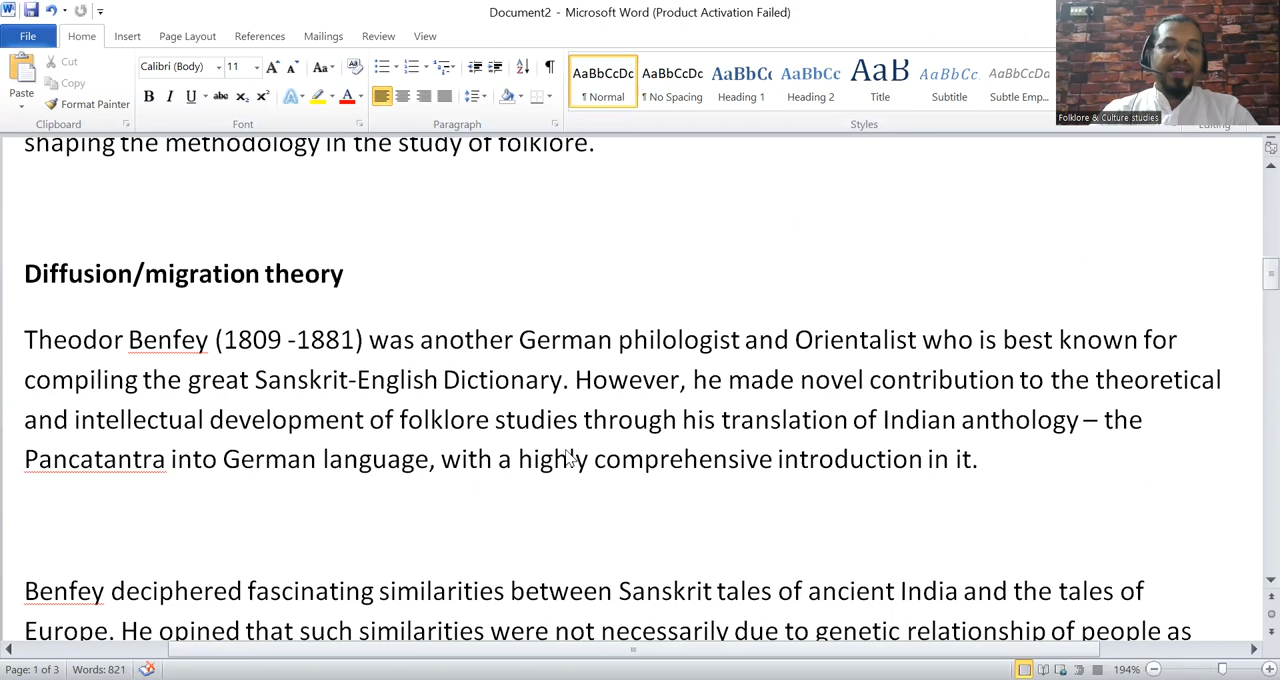 Document2 - Microsoft Word (Product Activation Failed)
File Home Insert Page Layout References Mailings Review View
Cut
Copy
Format Painter
Paste
Clipboard
Calibri (Body) 11
Font
Paragraph
AaBbCcDc AaBbCcDc AaBbCc AaBbCc AaB AaBbCc. AaBbCcDc
¶ Normal ¶ No Spacing Heading 1 Heading 2 Title Subtitle Subtle Emp...
Styles
Editing
Folklore & Culture studies
shaping the methodology in the study of folklore.
Diffusion/migration theory
Theodor Benfey (1809 -1881) was another German philologist and Orientalist who is best known for
compiling the great Sanskrit-English Dictionary. However, he made novel contribution to the theoretical
and intellectual development of folklore studies through his translation of Indian anthology – the
Pancatantra into German language, with a highly comprehensive introduction in it.
Benfey deciphered fascinating similarities between Sanskrit tales of ancient India and the tales of
Europe. He opined that such similarities were not necessarily due to genetic relationship of people as
Page: 1 of 3 Words: 821 194%